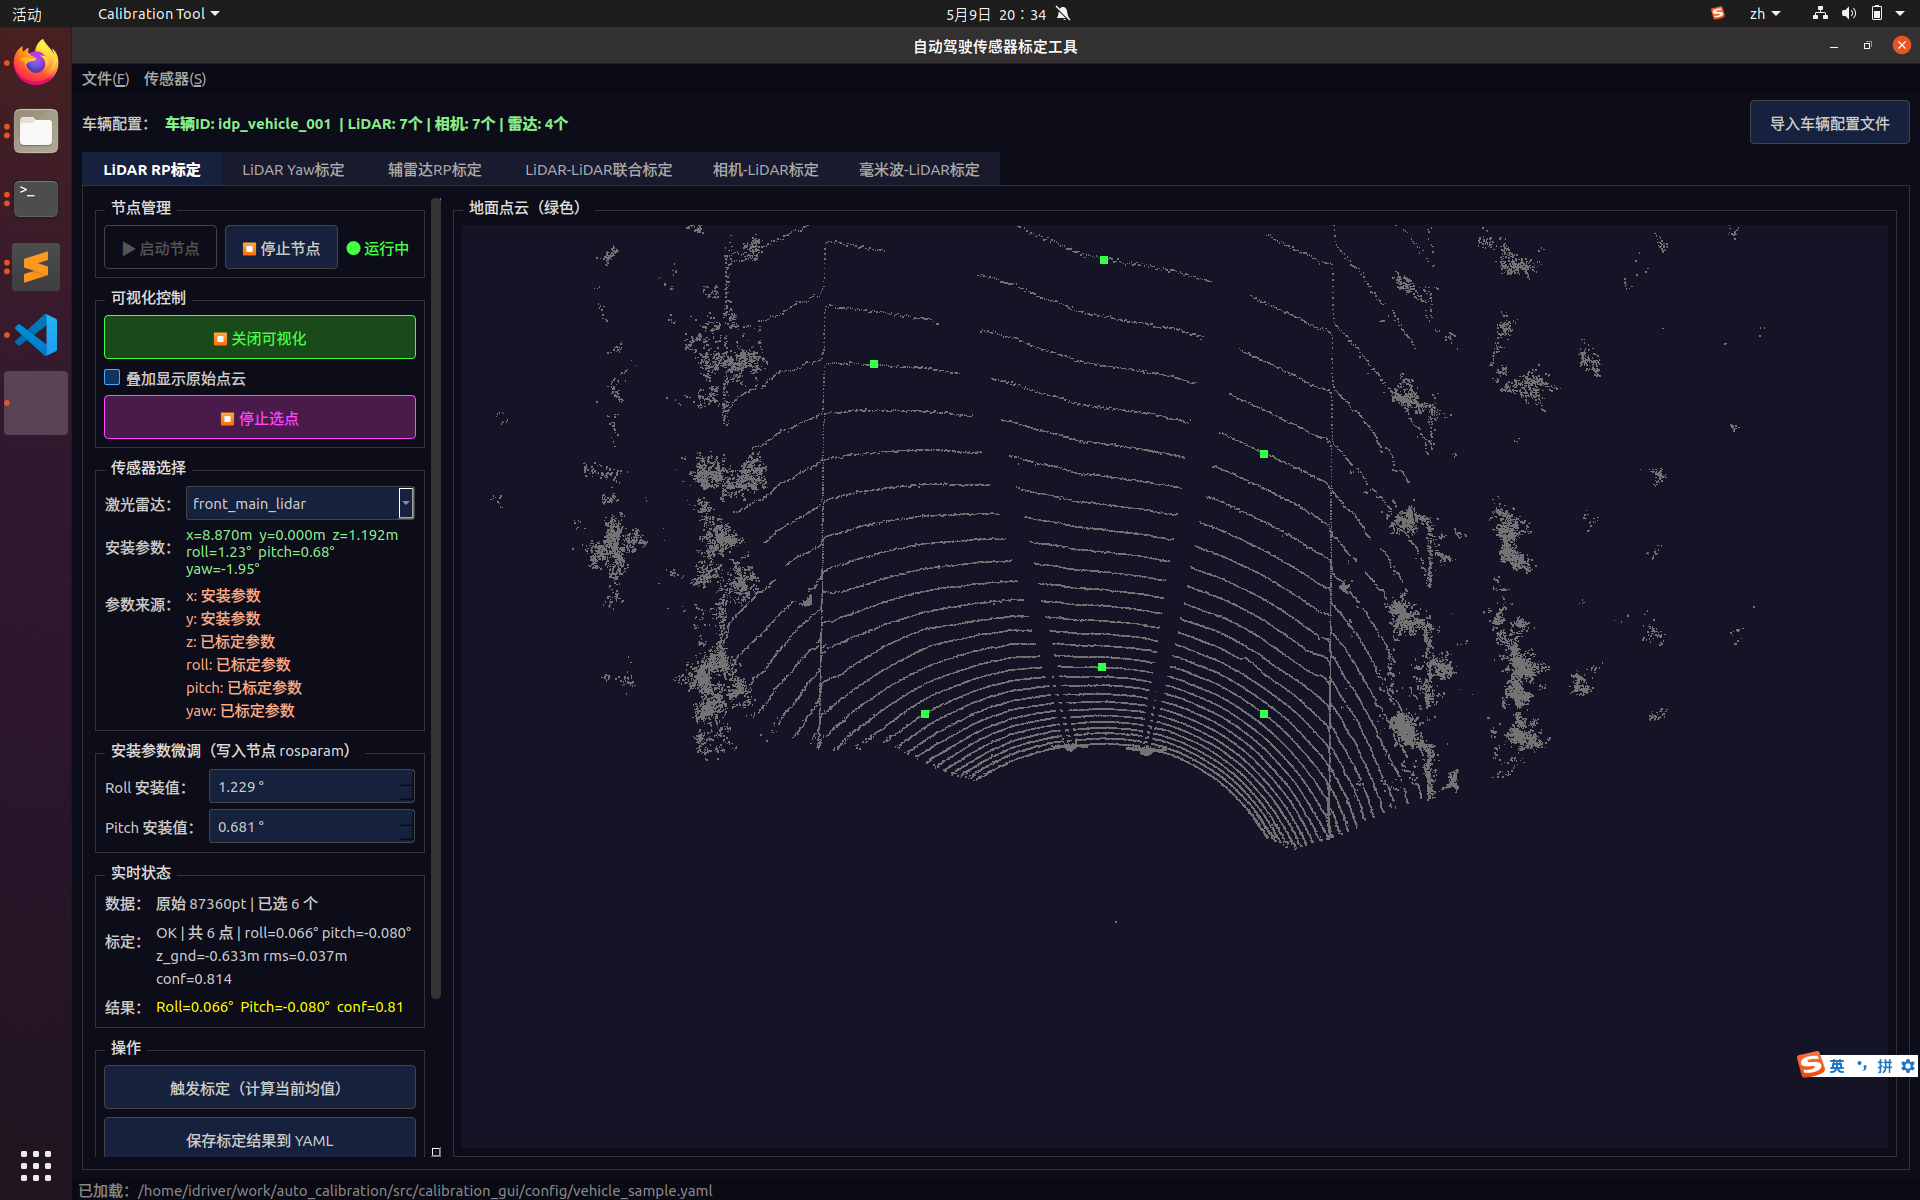 活动
Calibration Tool
5月9日 20：34
zh
自动驾驶传感器标定工具
文件(F) 传感器(S)
车辆配置： 车辆ID: idp_vehicle_001 | LiDAR: 7个 | 相机: 7个 | 雷达: 4个
导入车辆配置文件
LiDAR RP标定
LiDAR Yaw标定
辅雷达RP标定
LiDAR-LiDAR联合标定
相机-LiDAR标定
毫米波-LiDAR标定
节点管理
启动节点
停止节点
运行中
可视化控制
关闭可视化
叠加显示原始点云
停止选点
传感器选择
激光雷达： front_main_lidar
安装参数： x=8.870m y=0.000m z=1.192m
roll=1.23° pitch=0.68°
yaw=-1.95°
参数来源： x: 安装参数
y: 安装参数
z: 已标定参数
roll: 已标定参数
pitch: 已标定参数
yaw: 已标定参数
安装参数微调（写入节点 rosparam）
Roll 安装值： 1.229 °
Pitch 安装值： 0.681 °
实时状态
数据： 原始 87360pt | 已选 6 个
标定： OK | 共 6 点 | roll=0.066° pitch=-0.080°
z_gnd=-0.633m rms=0.037m
conf=0.814
结果： Roll=0.066° Pitch=-0.080° conf=0.81
操作
触发标定（计算当前均值）
保存标定结果到 YAML
地面点云（绿色）
英 拼
已加载：/home/idriver/work/auto_calibration/src/calibration_gui/config/vehicle_sample.yaml